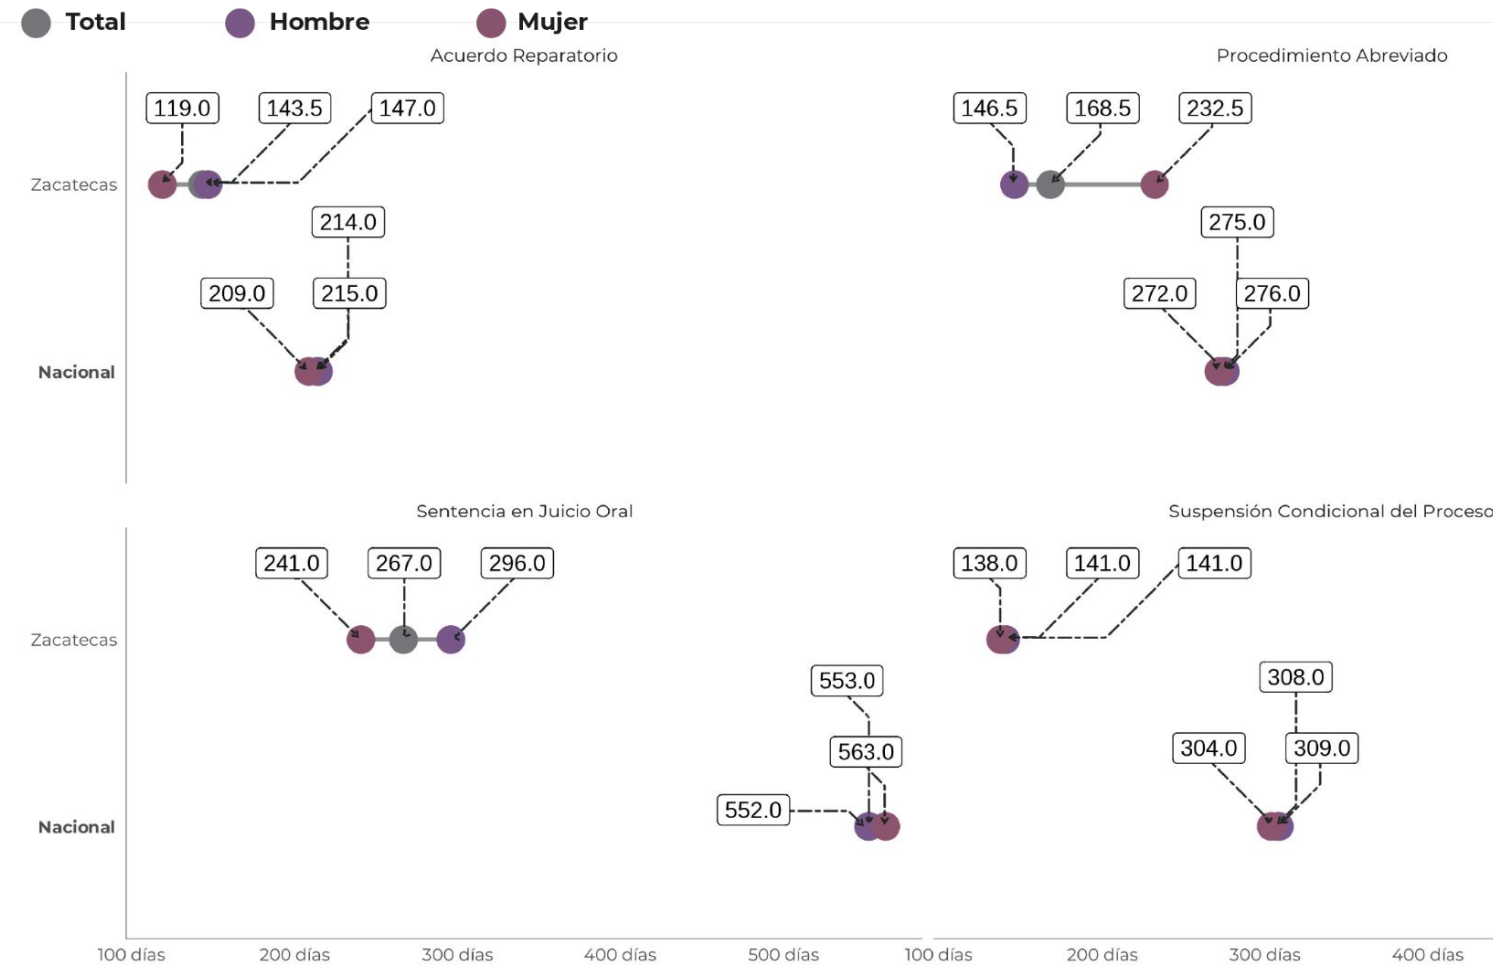 Total Hombre Mujer
Acuerdo Reparatorio
Procedimiento Abreviado
119.0 143.5 147.0
146.5 168.5 232.5
Zacatecas
214.0
275.0
209.0 215.0
272.0 276.0
Nacional
Sentencia en Juicio Oral
Suspensión Condicional del Proceso
241.0 267.0 296.0
138.0 141.0 141.0
Zacatecas
553.0
308.0
563.0
304.0 309.0
552.0
Nacional
100 días 200 días 300 días 400 días 500 días 100 días 200 días 300 días 400 días